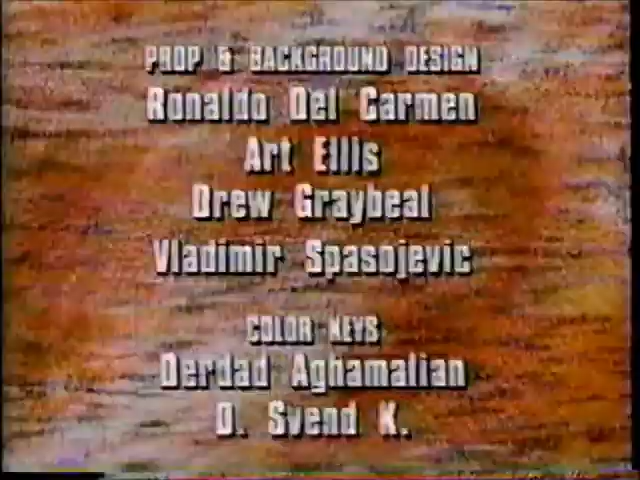 PROP & BACKGROUND DESIGN
Ronaldo Del Carmen
Art Ellis
Drew Graybeal
Vladimir Spasojevic
COLOR KEYS
Derdad Aghamalian
D. Svend K.